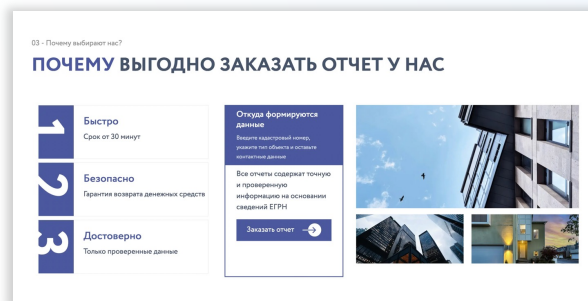 03 - Почему выбирают нас?
ПОЧЕМУ ВЫГОДНО ЗАКАЗАТЬ ОТЧЕТ У НАС
1
Быстро
Срок от 30 минут
2
Безопасно
Гарантия возврата денежных средств
3
Достоверно
Только проверенные данные
Откуда формируются
данные
Введите кадастровый номер,
укажите тип объекта и оставьте
контактные данные
Все отчеты содержат точную
и проверенную
информацию на основании
сведений ЕГРН
Заказать отчет